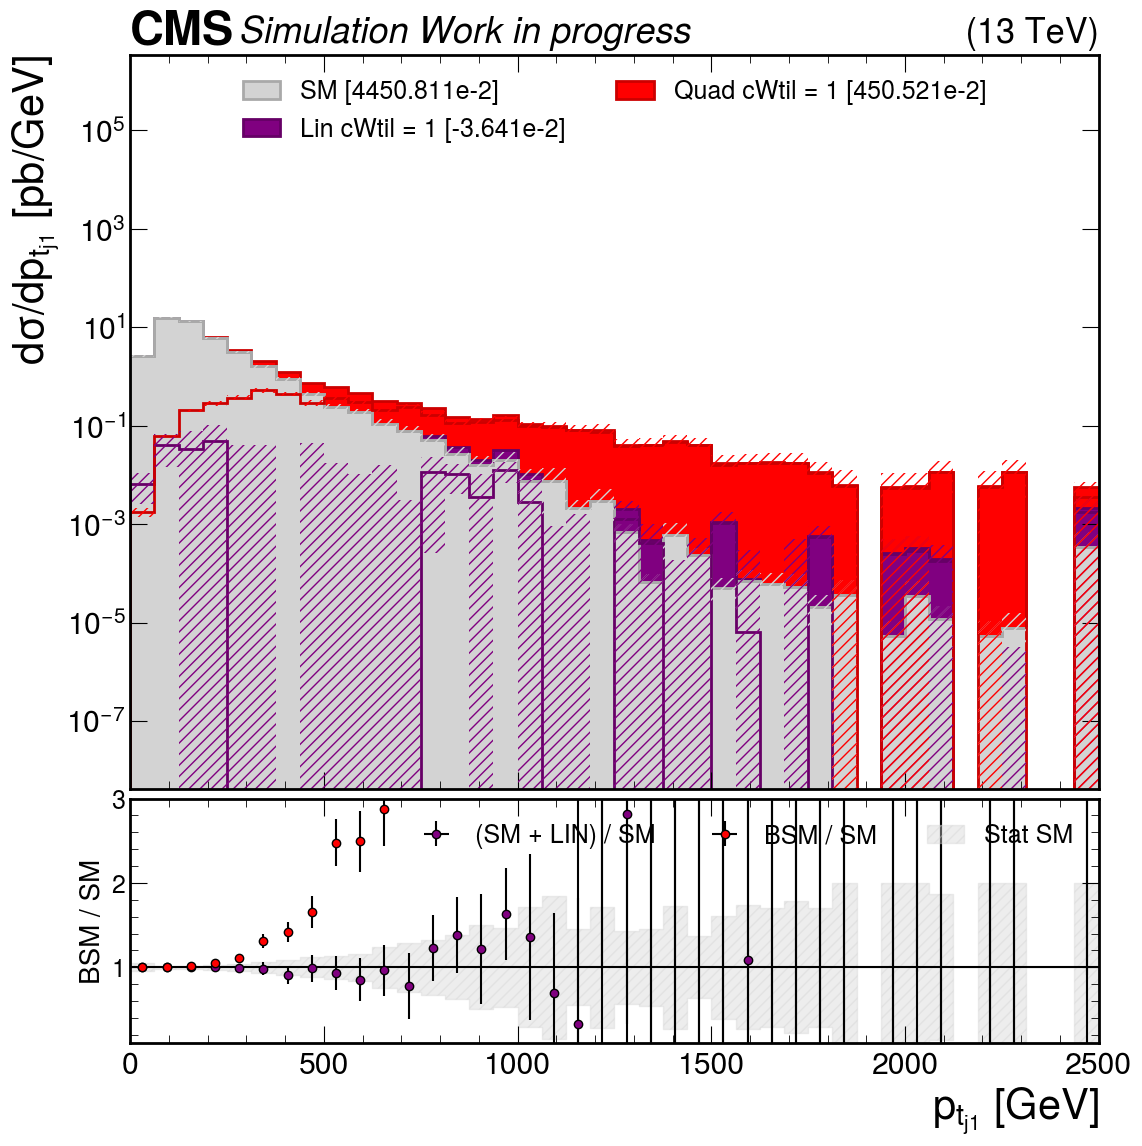 CMS Simulation Work in progress (13 TeV)
dσ/dp_{t_{j1}} [pb/GeV]
SM [4450.811e-2]
Quad cWtil = 1 [450.521e-2]
Lin cWtil = 1 [-3.641e-2]
10^5
10^3
10^1
10^{-1}
10^{-3}
10^{-5}
10^{-7}
BSM / SM
3
2
1
(SM + LIN) / SM
BSM / SM
Stat SM
0 500 1000 1500 2000 2500
p_{t_{j1}} [GeV]